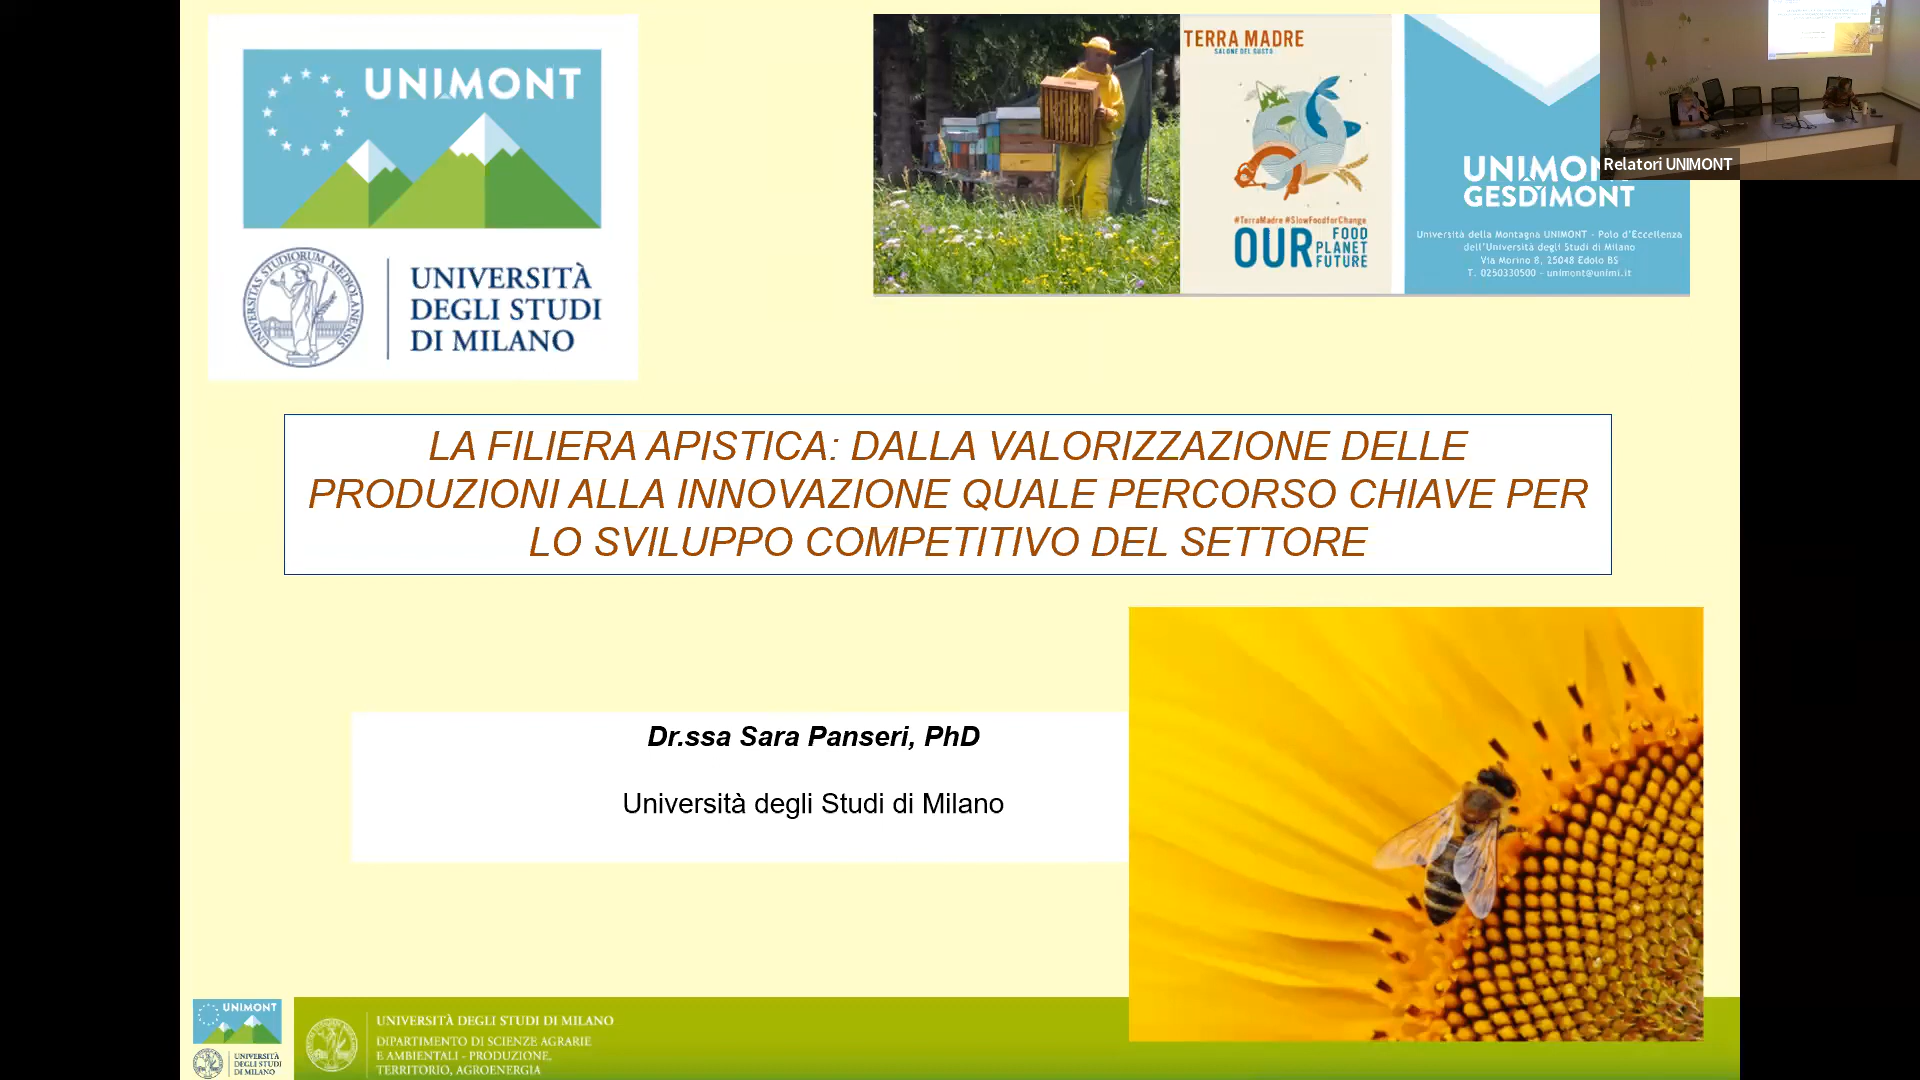 UNIMONT
UNIVERSITÀ
DEGLI STUDI
DI MILANO
UNIVERSITAS STUDIORUM MEDIOLANENSIS
TERRA MADRE
SALONE DEL GUSTO
#TerraMadre #SlowFoodforChange
OUR FOOD
PLANET
FUTURE
UNIMON
GESDIMONT
Università della Montagna UNIMONT - Polo d'Eccellenza
dell'Università degli Studi di Milano
Via Morino 8, 25048 Edolo BS
T. 0250330500 - unimont@unimi.it
Relatori UNIMONT
LA FILIERA APISTICA: DALLA VALORIZZAZIONE DELLE
PRODUZIONI ALLA INNOVAZIONE QUALE PERCORSO CHIAVE PER
LO SVILUPPO COMPETITIVO DEL SETTORE
Dr.ssa Sara Panseri, PhD
Università degli Studi di Milano
UNIMONT
UNIVERSITÀ
DEGLI STUDI
DI MILANO
UNIVERSITÀ DEGLI STUDI DI MILANO
DIPARTIMENTO DI SCIENZE AGRARIE
E AMBIENTALI - PRODUZIONE,
TERRITORIO, AGROENERGIA